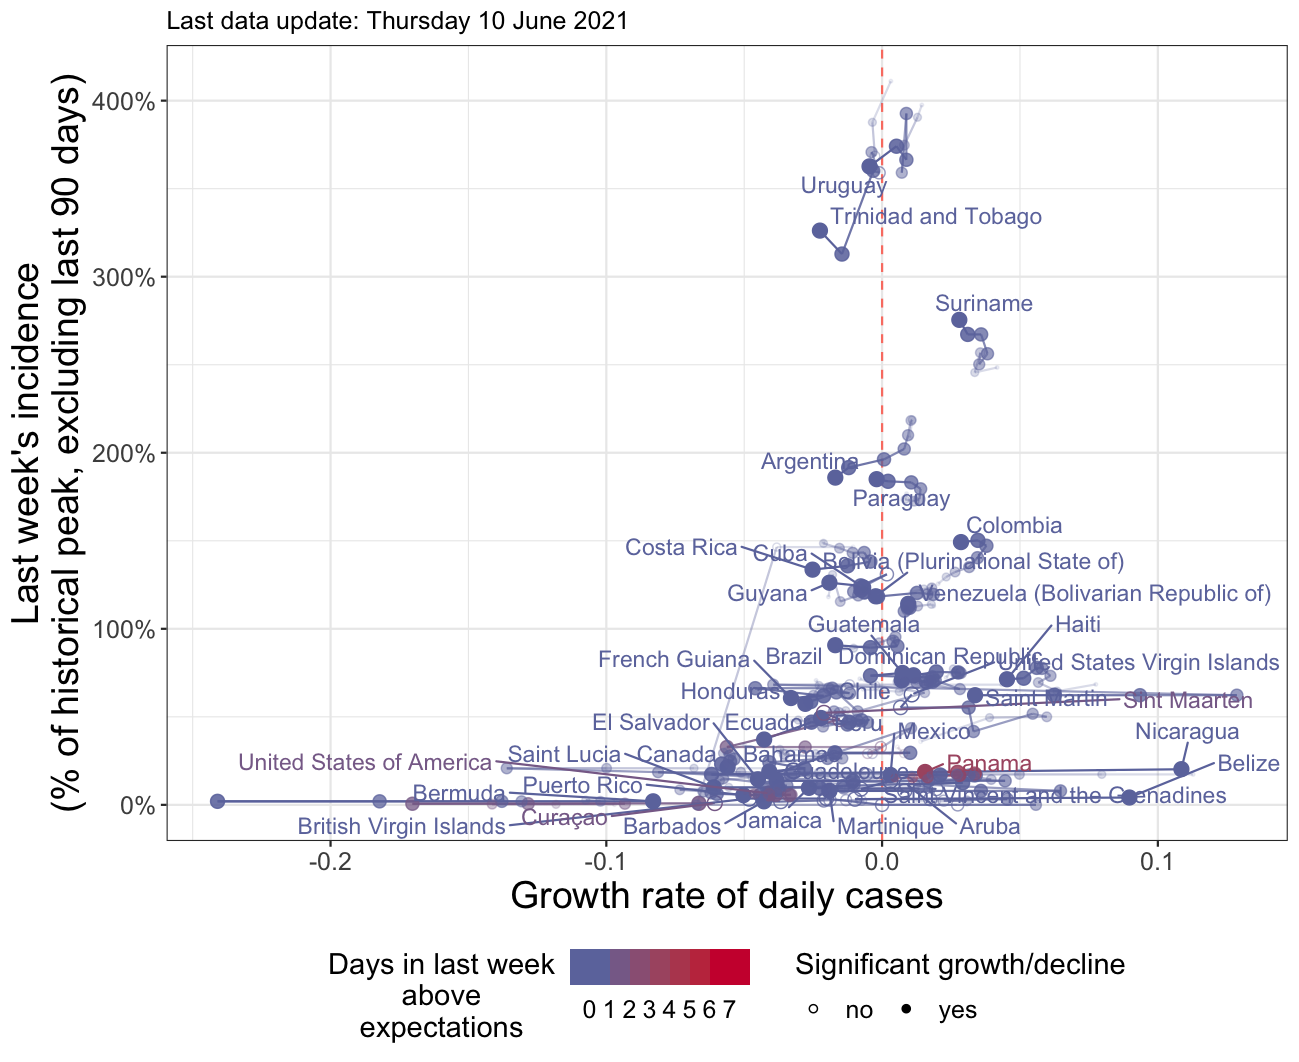 Last data update: Thursday 10 June 2021
Last week's incidence
(% of historical peak, excluding last 90 days)
400%
300%
200%
100%
0%
Uruguay
Trinidad and Tobago
Suriname
Argentina
Paraguay
Colombia
Costa Rica
Cuba
Bolivia (Plurinational State of)
Guyana
Venezuela (Bolivarian Republic of)
Guatemala
Haiti
French Guiana
Brazil
Dominican Republic
United States Virgin Islands
Honduras
Chile
Saint Martin
Sint Maarten
El Salvador
Ecuador
Peru
Mexico
Nicaragua
United States of America
Saint Lucia
Canada
Bahamas
Panama
Belize
Guadeloupe
Bermuda
Puerto Rico
Saint Vincent and the Grenadines
British Virgin Islands
Curaçao
Barbados
Jamaica
Martinique
Aruba
-0.2
-0.1
0.0
0.1
Growth rate of daily cases
Days in last week
above
expectations
0 1 2 3 4 5 6 7
Significant growth/decline
no
yes